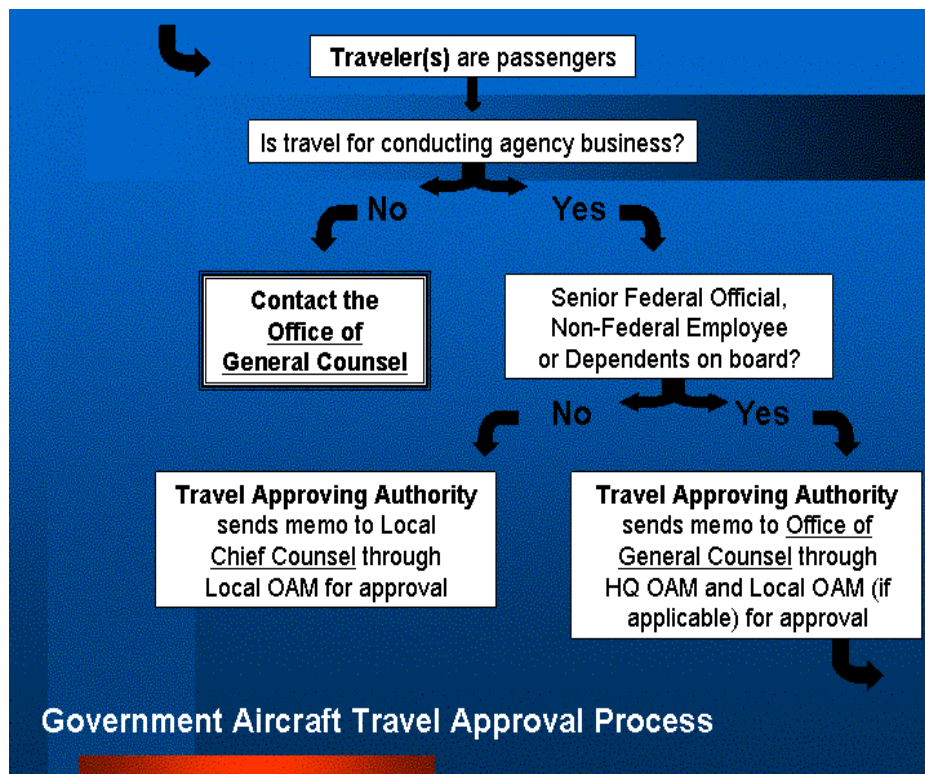 Traveler(s) are passengers
Is travel for conducting agency business?
No
Yes
Contact the
Office of
General Counsel
Senior Federal Official,
Non-Federal Employee
or Dependents on board?
No
Yes
Travel Approving Authority
sends memo to Local
Chief Counsel through
Local OAM for approval
Travel Approving Authority
sends memo to Office of
General Counsel through
HQ OAM and Local OAM (if
applicable) for approval
Government Aircraft Travel Approval Process